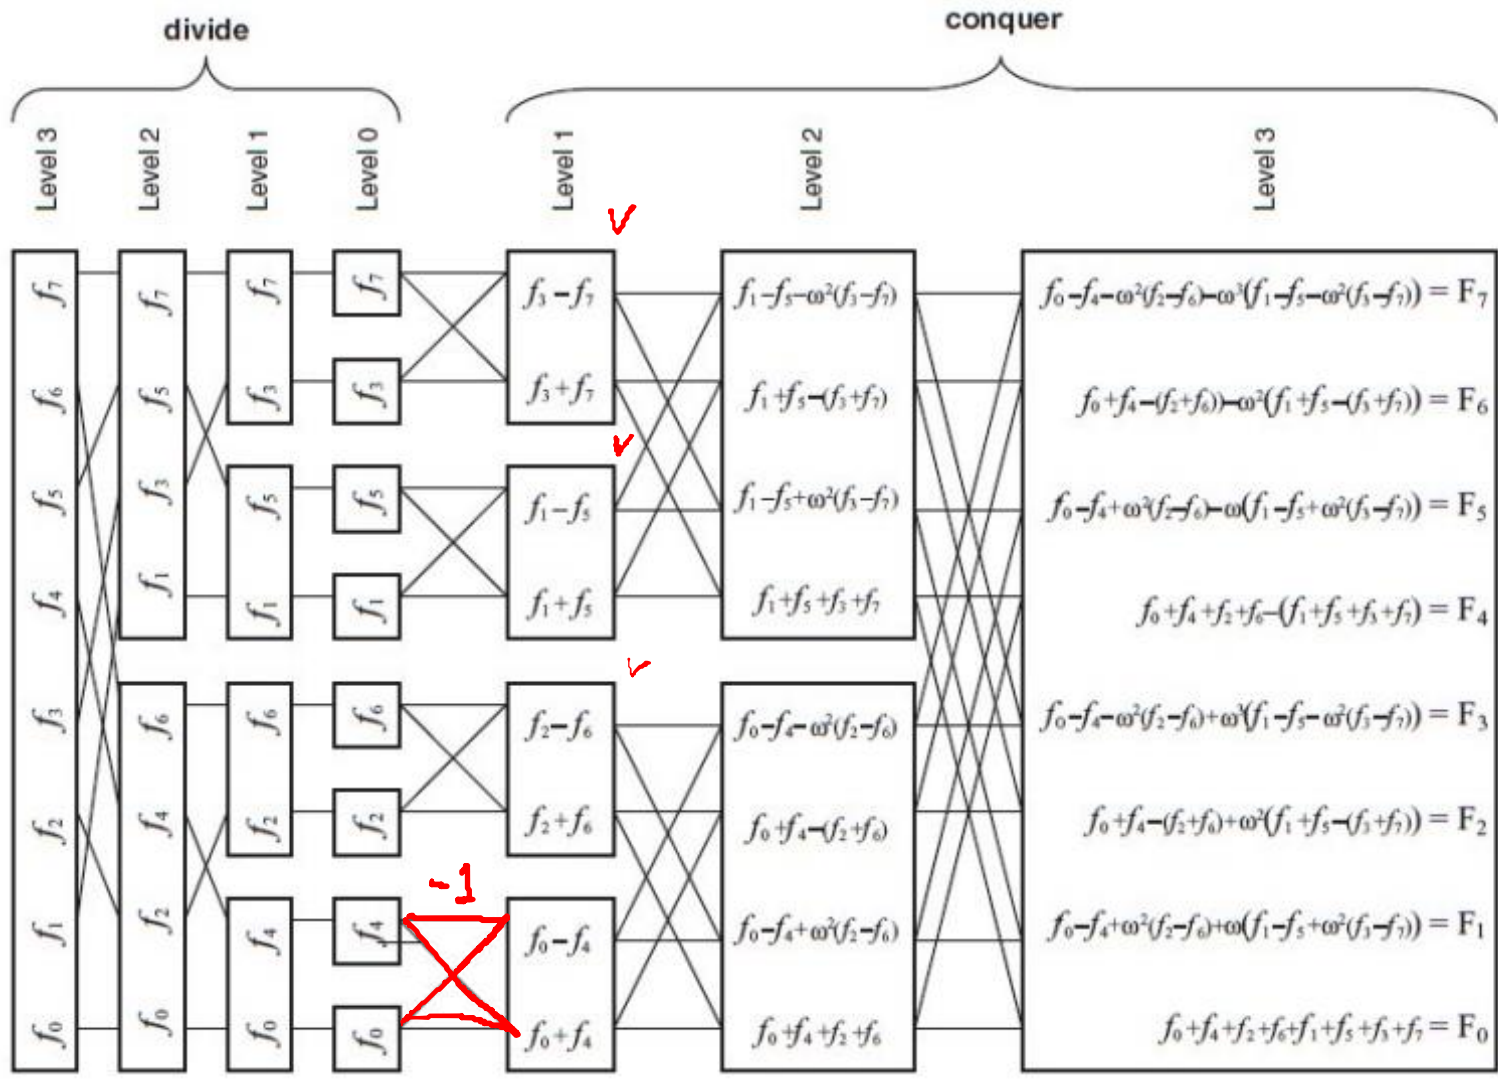 divide
conquer
Level 3
Level 2
Level 1
Level 0
Level 1
Level 2
Level 3
f₇
f₆
f₅
f₄
f₃
f₂
f₁
f₀
f₇
f₅
f₃
f₁
f₆
f₄
f₂
f₀
f₇
f₃
f₅
f₁
f₆
f₂
f₄
f₀
f₇
f₃
f₅
f₁
f₆
f₂
f₄
f₀
-1
f₃−f₇
f₃+f₇
f₁−f₅
f₁+f₅
f₂−f₆
f₂+f₆
f₀−f₄
f₀+f₄
f₁−f₅−ω²(f₃−f₇)
f₁+f₅−(f₃+f₇)
f₁−f₅+ω²(f₃−f₇)
f₁+f₅+f₃+f₇
f₀−f₄−ω²(f₂−f₆)
f₀+f₄−(f₂+f₆)
f₀−f₄+ω²(f₂−f₆)
f₀+f₄+f₂+f₆
f₀−f₄−ω²(f₂−f₆)−ω³(f₁−f₅−ω²(f₃−f₇)) = F₇
f₀+f₄−(f₂+f₆))−ω²(f₁+f₅−(f₃+f₇)) = F₆
f₀−f₄+ω²(f₂−f₆)−ω(f₁−f₅+ω²(f₃−f₇)) = F₅
f₀+f₄+f₂+f₆−(f₁+f₅+f₃+f₇) = F₄
f₀−f₄−ω²(f₂−f₆)+ω³(f₁−f₅−ω²(f₃−f₇)) = F₃
f₀+f₄−(f₂+f₆)+ω²(f₁+f₅−(f₃+f₇)) = F₂
f₀−f₄+ω²(f₂−f₆)+ω(f₁−f₅+ω²(f₃−f₇)) = F₁
f₀+f₄+f₂+f₆+f₁+f₅+f₃+f₇ = F₀